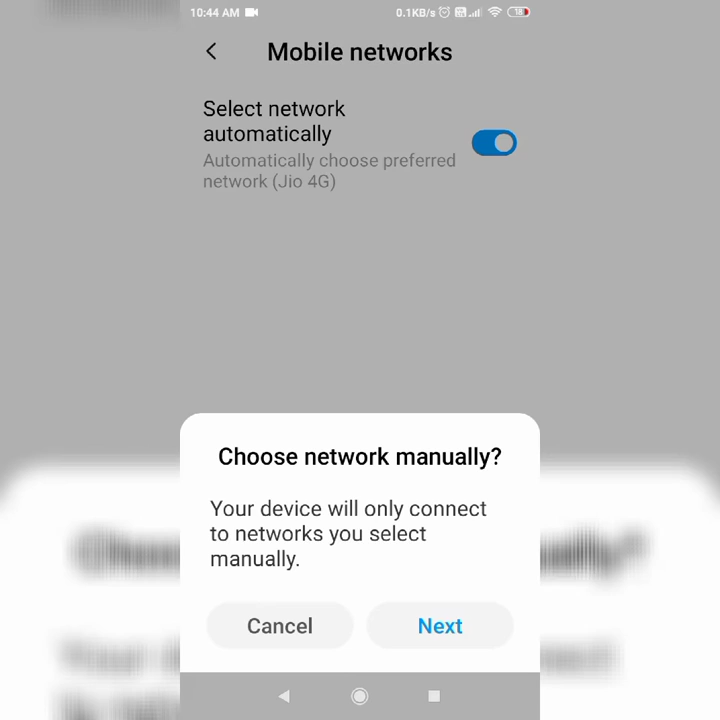 10:44 AM 0.1KB/s 18
Mobile networks
Select network
automatically
Automatically choose preferred
network (Jio 4G)
Choose network manually?
Your device will only connect
to networks you select
manually.
Cancel Next